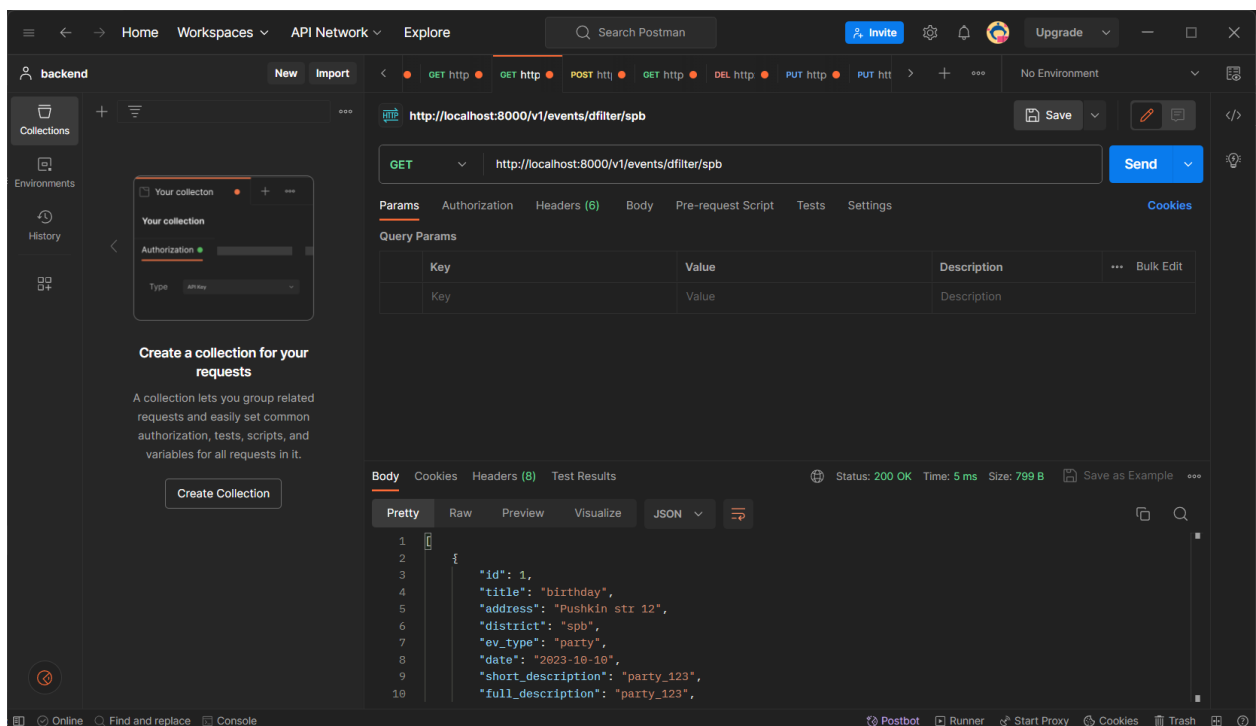 Home Workspaces API Network Explore Search Postman Invite Upgrade
backend New Import GET http GET http POST htt GET http DEL http PUT http PUT htt No Environment
Collections
Environments
History
Your collecton
Your collection
Authorization
Type API Key
Create a collection for your
requests
A collection lets you group related
requests and easily set common
authorization, tests, scripts, and
variables for all requests in it.
Create Collection
HTTP http://localhost:8000/v1/events/dfilter/spb Save
GET http://localhost:8000/v1/events/dfilter/spb Send
Params Authorization Headers (6) Body Pre-request Script Tests Settings Cookies
Query Params
Key Value Description Bulk Edit
Key Value Description
Body Cookies Headers (8) Test Results Status: 200 OK Time: 5 ms Size: 799 B Save as Example
Pretty Raw Preview Visualize JSON
1 [
2 {
3 "id": 1,
4 "title": "birthday",
5 "address": "Pushkin str 12",
6 "district": "spb",
7 "ev_type": "party",
8 "date": "2023-10-10",
9 "short_description": "party_123",
10 "full_description": "party_123",
Online Find and replace Console Postbot Runner Start Proxy Cookies Trash